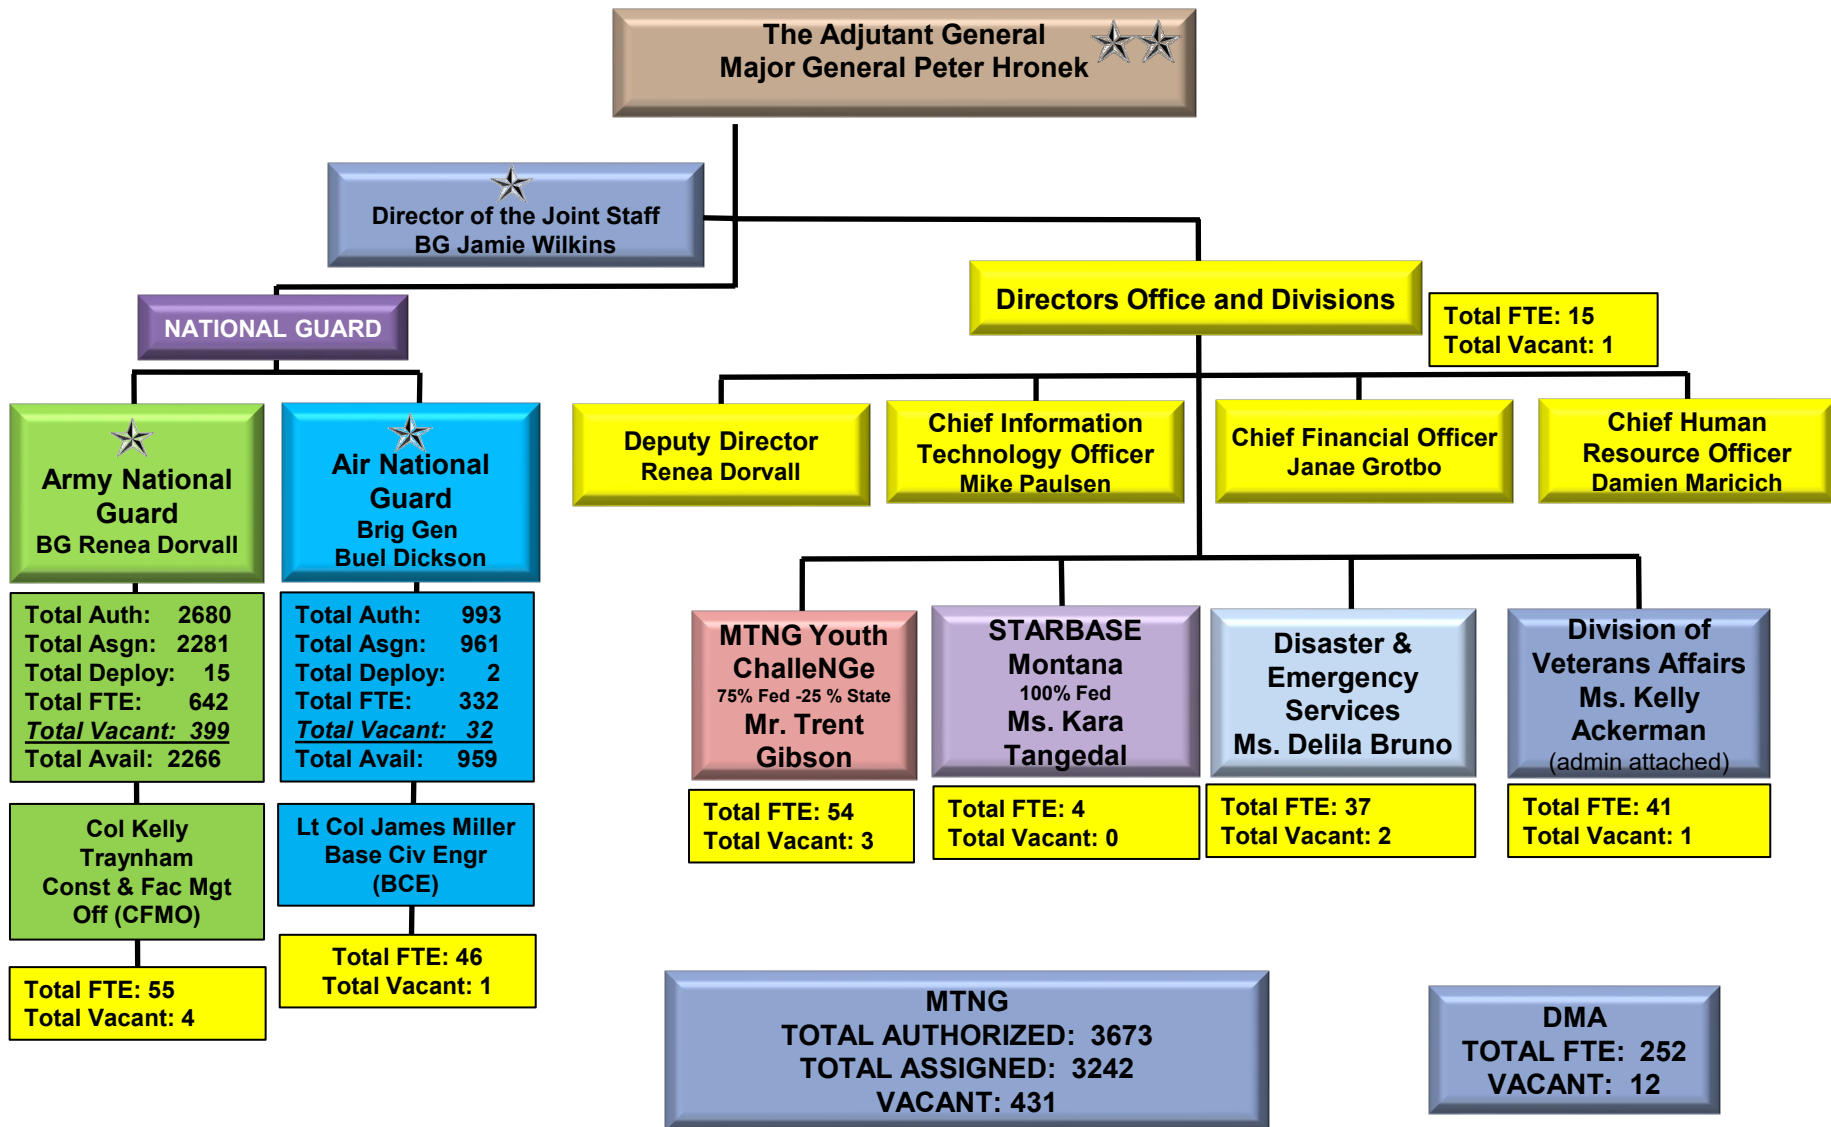 The Adjutant General
Major General Peter Hronek
Director of the Joint Staff
BG Jamie Wilkins
NATIONAL GUARD
Directors Office and Divisions
Total FTE: 15
Total Vacant: 1
Army National
Guard
BG Renea Dorvall
Air National
Guard
Brig Gen
Buel Dickson
Deputy Director
Renea Dorvall
Chief Information
Technology Officer
Mike Paulsen
Chief Financial Officer
Janae Grotbo
Chief Human
Resource Officer
Damien Maricich
Total Auth: 2680
Total Asgn: 2281
Total Deploy: 15
Total FTE: 642
Total Vacant: 399
Total Avail: 2266
Total Auth: 993
Total Asgn: 961
Total Deploy: 2
Total FTE: 332
Total Vacant: 32
Total Avail: 959
MTNG Youth
ChalleNGe
75% Fed -25 % State
Mr. Trent
Gibson
STARBASE
Montana
100% Fed
Ms. Kara
Tangedal
Disaster &
Emergency
Services
Ms. Delila Bruno
Division of
Veterans Affairs
Ms. Kelly
Ackerman
(admin attached)
Total FTE: 54
Total Vacant: 3
Total FTE: 4
Total Vacant: 0
Total FTE: 37
Total Vacant: 2
Total FTE: 41
Total Vacant: 1
Col Kelly
Traynham
Const & Fac Mgt
Off (CFMO)
Lt Col James Miller
Base Civ Engr
(BCE)
Total FTE: 55
Total Vacant: 4
Total FTE: 46
Total Vacant: 1
MTNG
TOTAL AUTHORIZED: 3673
TOTAL ASSIGNED: 3242
VACANT: 431
DMA
TOTAL FTE: 252
VACANT: 12